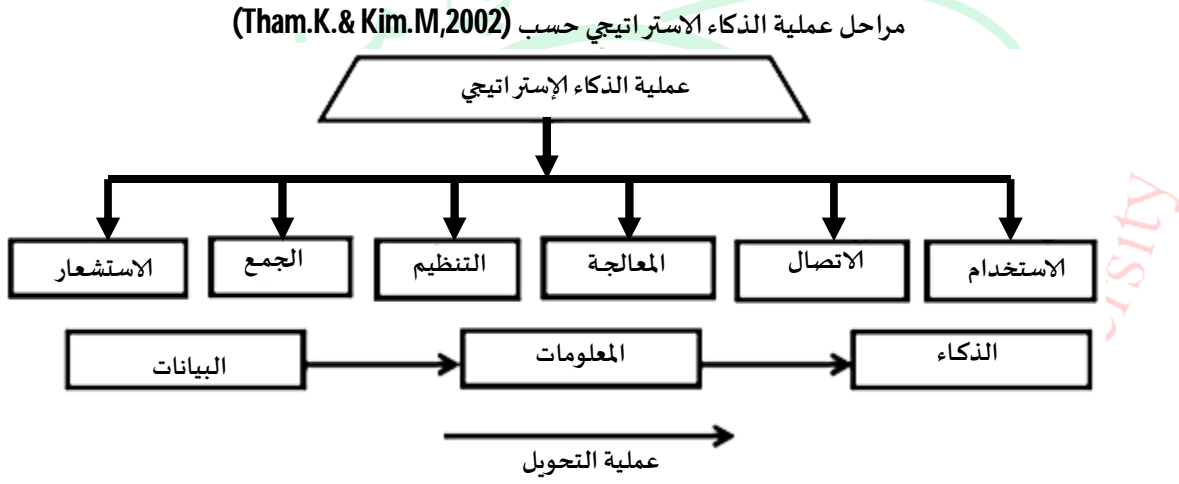 مراحل عملية الذكاء الاستراتيجي حسب (Tham.K.& Kim.M,2002)
عملية الذكاء الإستراتيجي
الاستشعار
الجمع
التنظيم
المعالجة
الاتصال
الاستخدام
البيانات
المعلومات
الذكاء
عملية التحويل